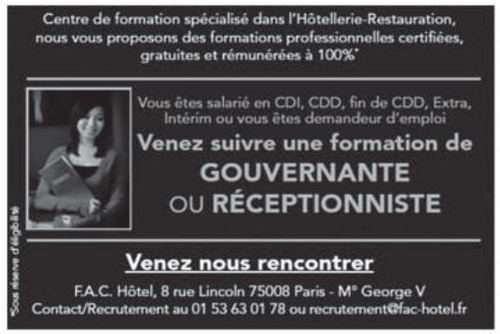 Centre de formation spécialisé dans l'Hôtellerie-Restauration,
nous vous proposons des formations professionnelles certifiées,
gratuites et rémunérées à 100%*
Vous êtes salarié en CDI, CDD, fin de CDD, Extra,
Intérim ou vous êtes demandeur d'emploi
Venez suivre une formation de
GOUVERNANTE
OU RÉCEPTIONNISTE
*Sous réserve d'éligibilité
Venez nous rencontrer
F.A.C. Hôtel, 8 rue Lincoln 75008 Paris - M° George V
Contact/Recrutement au 01 53 63 01 78 ou recrutement@fac-hotel.fr